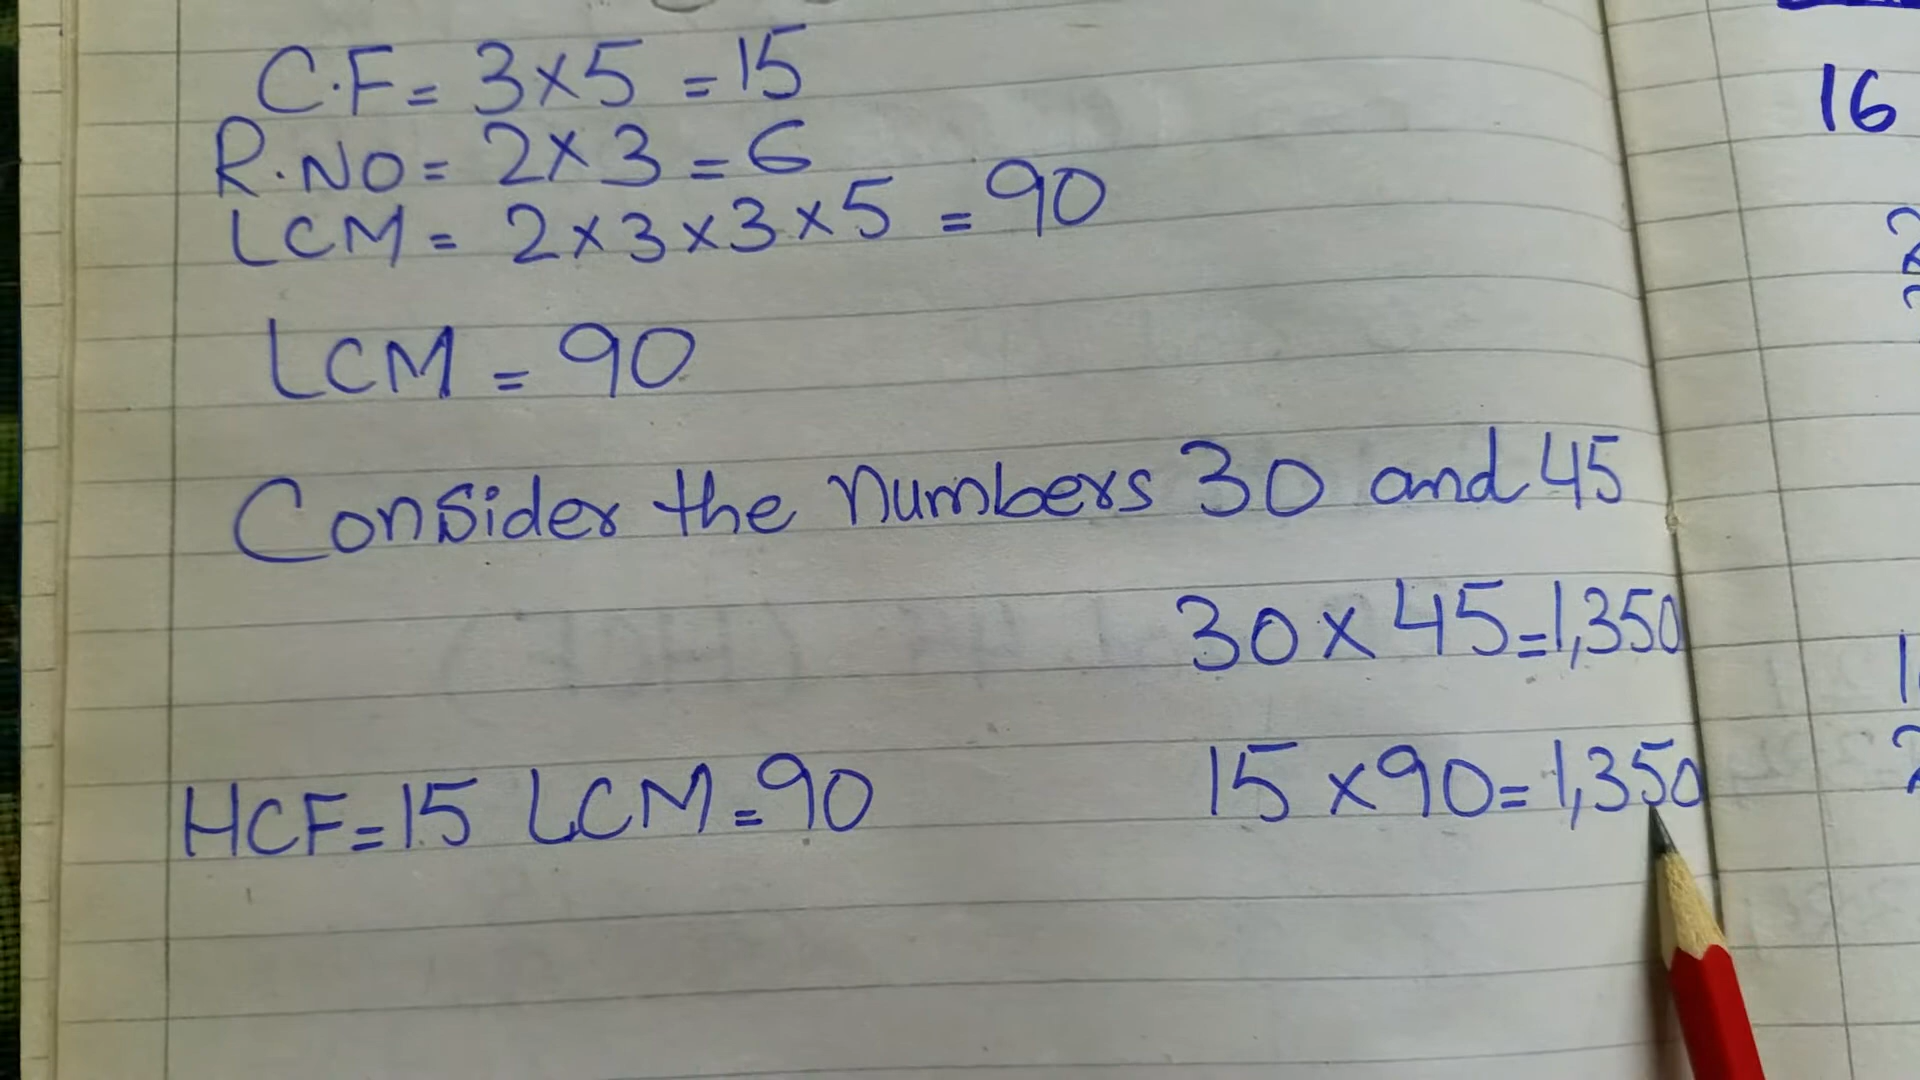 C.F = 3×5 = 15
R.NO = 2×3 = 6
LCM = 2×3×3×5 = 90
LCM = 90
Consider the numbers 30 and 45
30×45=1,350
HCF=15 LCM=90 15×90=1,350
16